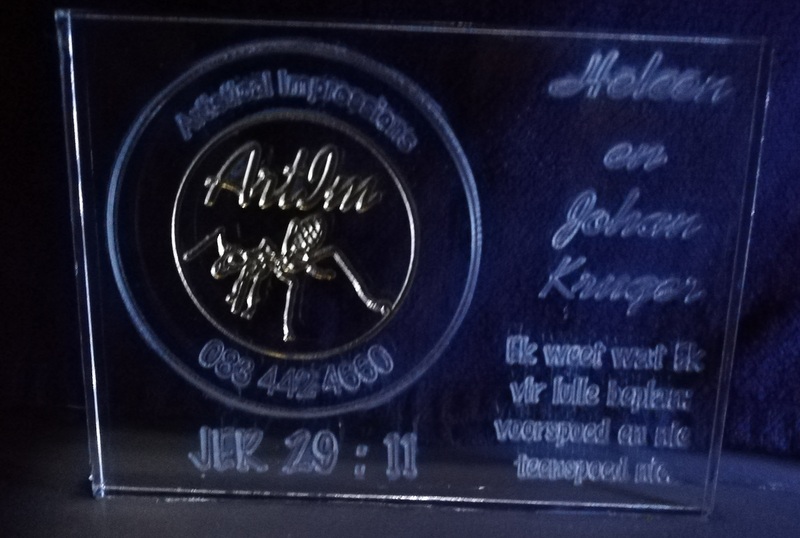 Artistical Impressions
ArtIm
083 442 4660
JER 29 : 11
Heleen
en
Johan
Kruger
Ek weet wat Ek
vir julle beplan:
voorspoed en nie
teenspoed nie.